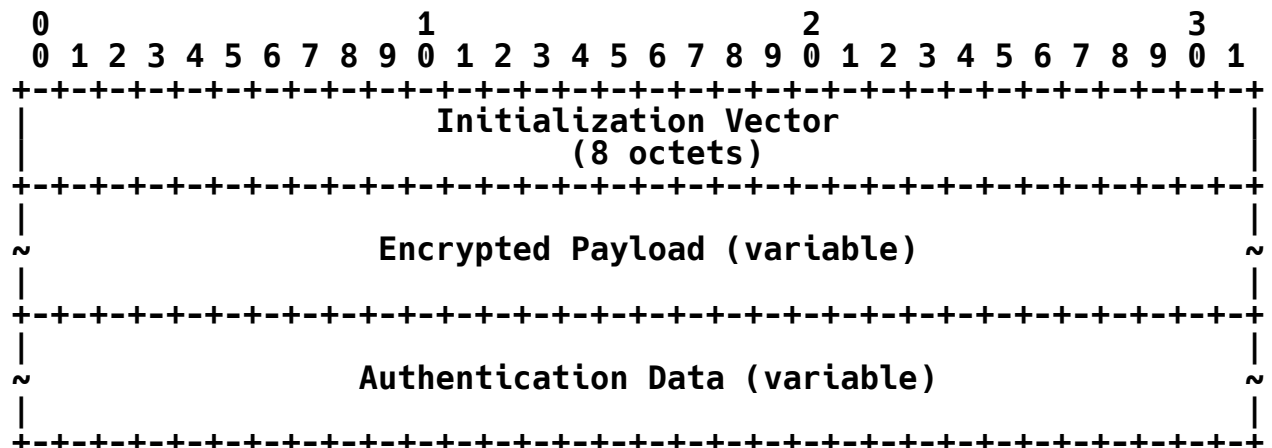 0                   1                   2                   3
 0 1 2 3 4 5 6 7 8 9 0 1 2 3 4 5 6 7 8 9 0 1 2 3 4 5 6 7 8 9 0 1
+-+-+-+-+-+-+-+-+-+-+-+-+-+-+-+-+-+-+-+-+-+-+-+-+-+-+-+-+-+-+-+-+
|                     Initialization Vector                     |
|                            (8 octets)                         |
+-+-+-+-+-+-+-+-+-+-+-+-+-+-+-+-+-+-+-+-+-+-+-+-+-+-+-+-+-+-+-+-+
|                                                               |
~                  Encrypted Payload (variable)                 ~
|                                                               |
+-+-+-+-+-+-+-+-+-+-+-+-+-+-+-+-+-+-+-+-+-+-+-+-+-+-+-+-+-+-+-+-+
|                                                               |
~                 Authentication Data (variable)                ~
|                                                               |
+-+-+-+-+-+-+-+-+-+-+-+-+-+-+-+-+-+-+-+-+-+-+-+-+-+-+-+-+-+-+-+-+